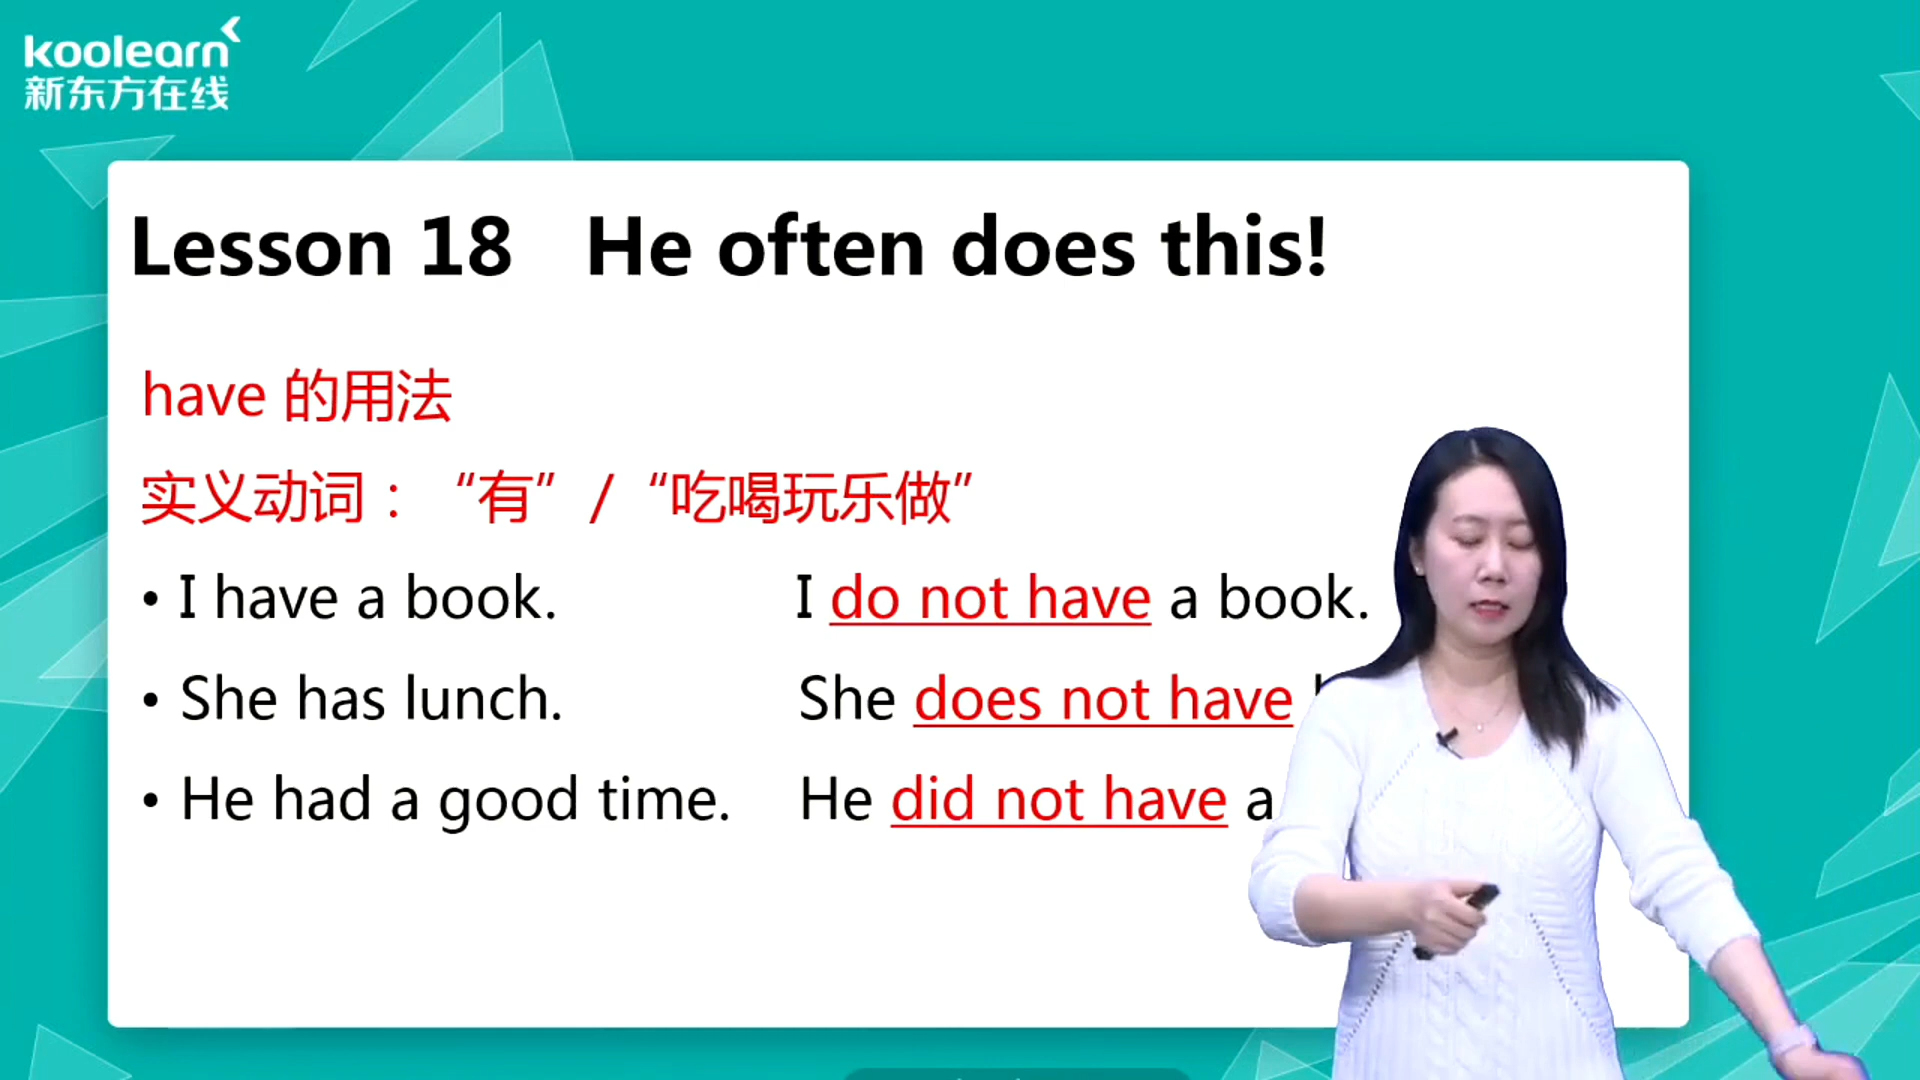 koolearn
新东方在线
Lesson 18 He often does this!
have 的用法
实义动词：“有” / “吃喝玩乐做”
• I have a book. I do not have a book.
• She has lunch. She does not have
• He had a good time. He did not have a